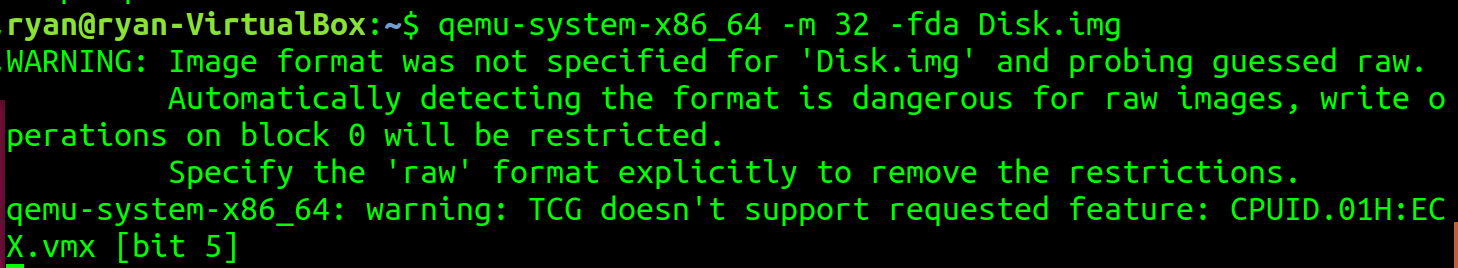 ryan@ryan-VirtualBox:~$ qemu-system-x86_64 -m 32 -fda Disk.img
WARNING: Image format was not specified for 'Disk.img' and probing guessed raw.
         Automatically detecting the format is dangerous for raw images, write o
perations on block 0 will be restricted.
         Specify the 'raw' format explicitly to remove the restrictions.
qemu-system-x86_64: warning: TCG doesn't support requested feature: CPUID.01H:EC
X.vmx [bit 5]